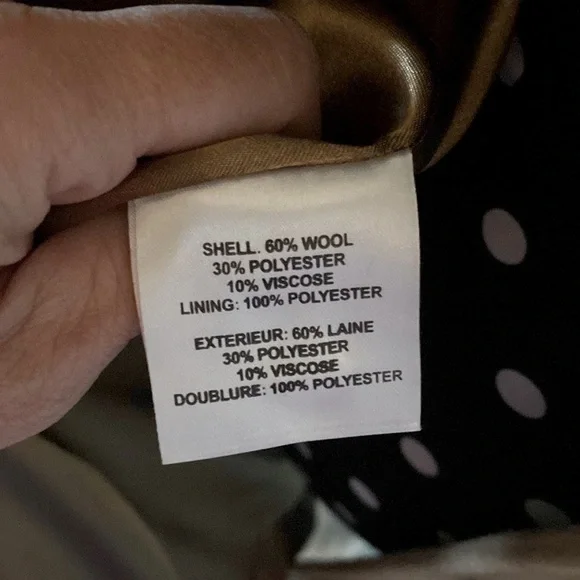 SHELL. 60% WOOL
30% POLYESTER
10% VISCOSE
LINING: 100% POLYESTER
EXTERIEUR: 60% LAINE
30% POLYESTER
10% VISCOSE
DOUBLURE: 100% POLYESTER